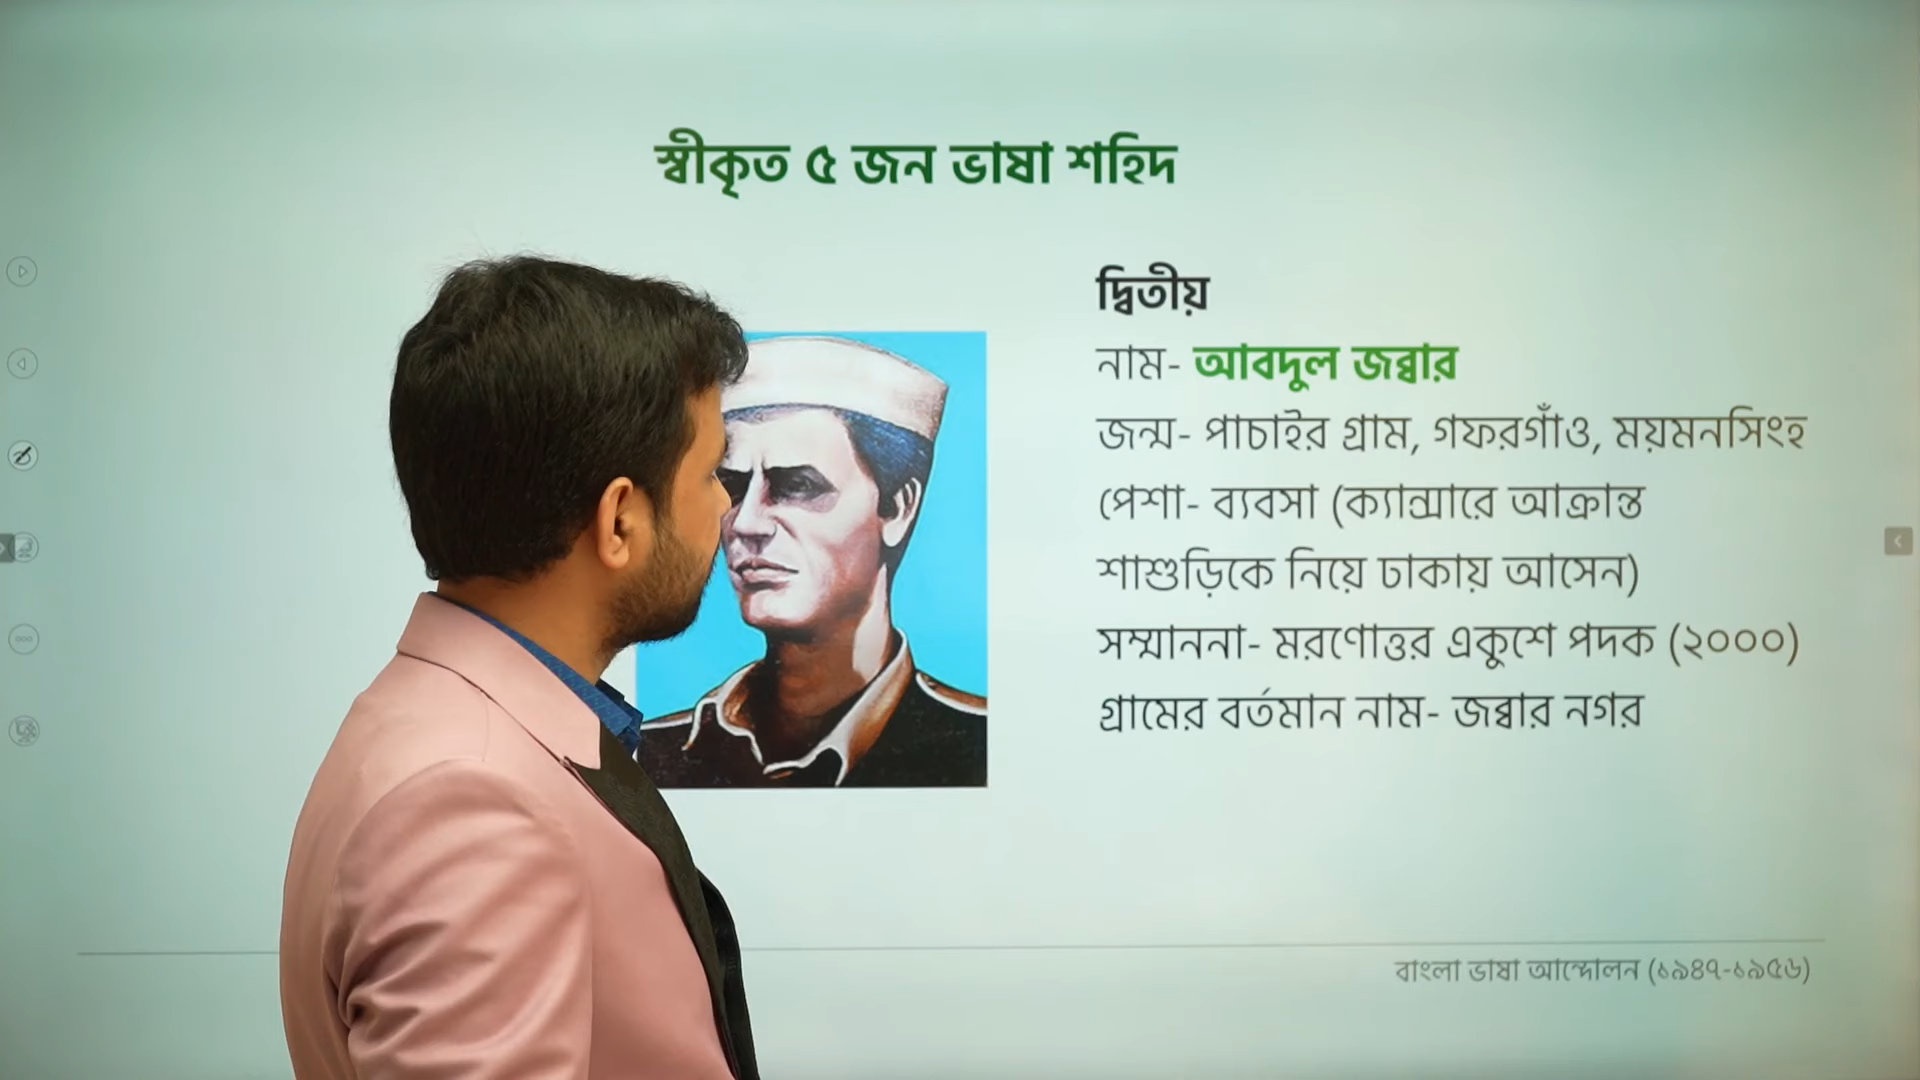 স্বীকৃত ৫ জন ভাষা শহিদ
দ্বিতীয়
নাম- আবদুল জব্বার
জন্ম- পাচাইর গ্রাম, গফরগাঁও, ময়মনসিংহ
পেশা- ব্যবসা (ক্যান্সারে আক্রান্ত
শাশুড়িকে নিয়ে ঢাকায় আসেন)
সম্মাননা- মরণোত্তর একুশে পদক (২০০০)
গ্রামের বর্তমান নাম- জব্বার নগর
বাংলা ভাষা আন্দোলন (১৯৪৭-১৯৫৬)